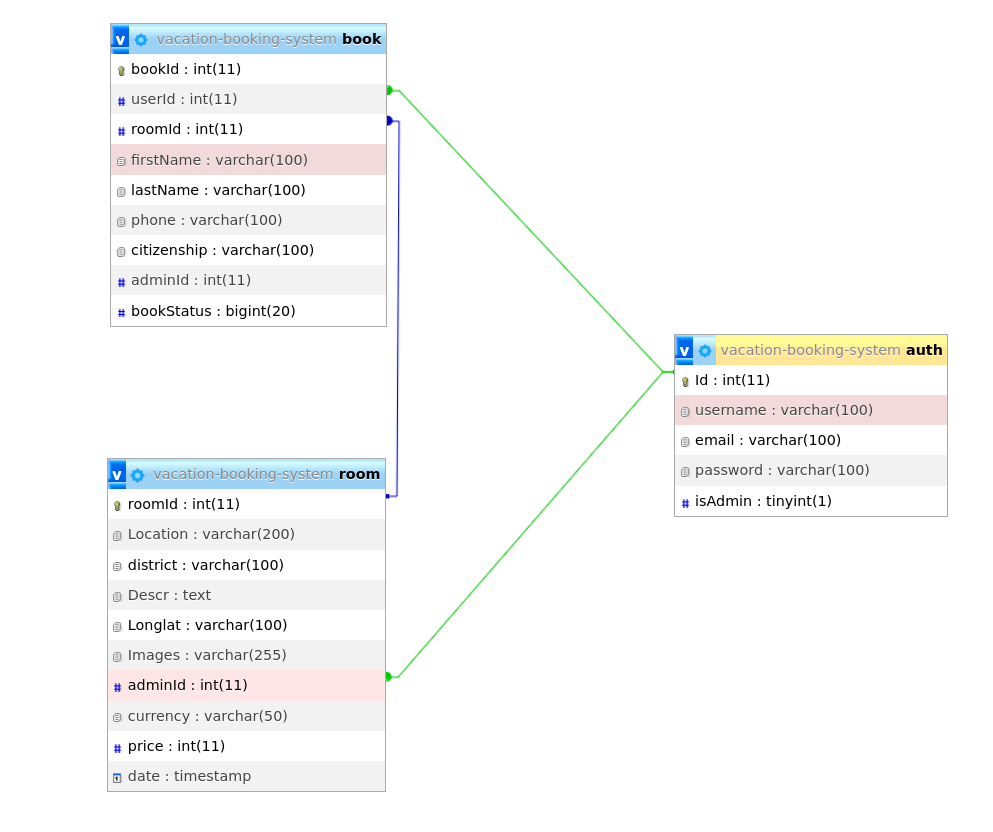 v vacation-booking-system book
bookId : int(11)
# userId : int(11)
# roomId : int(11)
firstName : varchar(100)
lastName : varchar(100)
phone : varchar(100)
citizenship : varchar(100)
# adminId : int(11)
# bookStatus : bigint(20)
v vacation-booking-system auth
Id : int(11)
username : varchar(100)
email : varchar(100)
password : varchar(100)
# isAdmin : tinyint(1)
v vacation-booking-system room
roomId : int(11)
Location : varchar(200)
district : varchar(100)
Descr : text
Longlat : varchar(100)
Images : varchar(255)
# adminId : int(11)
currency : varchar(50)
# price : int(11)
date : timestamp